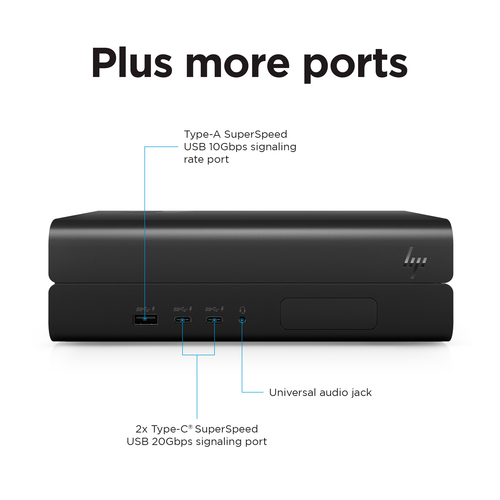 Plus more ports
Type-A SuperSpeed
USB 10Gbps signaling
rate port
hp
Universal audio jack
2x Type-C® SuperSpeed
USB 20Gbps signaling port